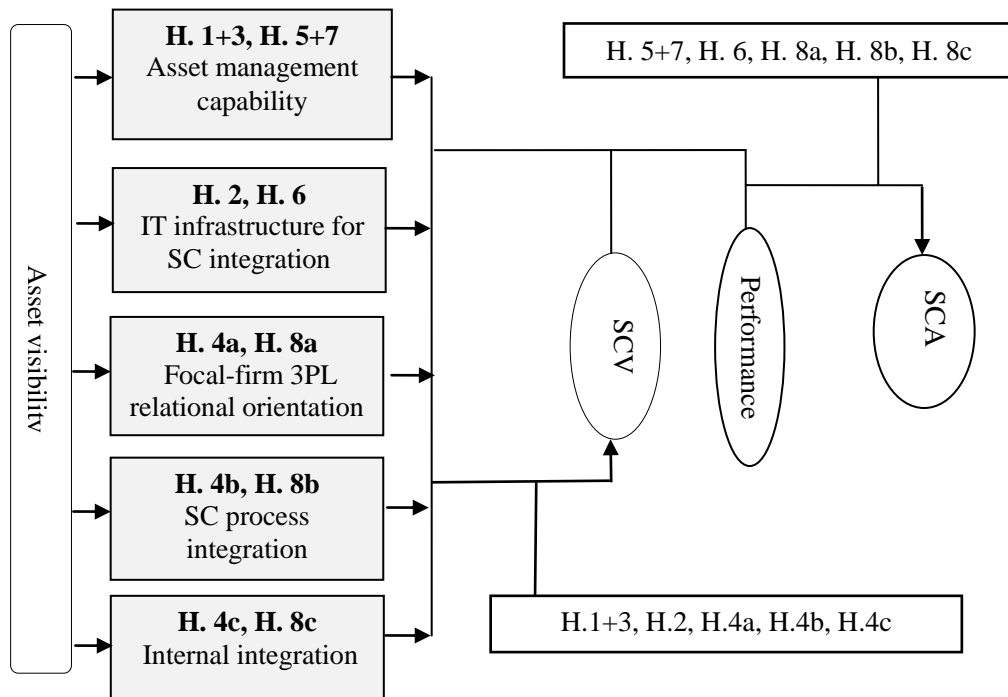 Asset visibility
H. 1+3, H. 5+7
Asset management
capability
H. 2, H. 6
IT infrastructure for
SC integration
H. 4a, H. 8a
Focal-firm 3PL
relational orientation
H. 4b, H. 8b
SC process
integration
H. 4c, H. 8c
Internal integration
H. 5+7, H. 6, H. 8a, H. 8b, H. 8c
SCV
Performance
SCA
H.1+3, H.2, H.4a, H.4b, H.4c